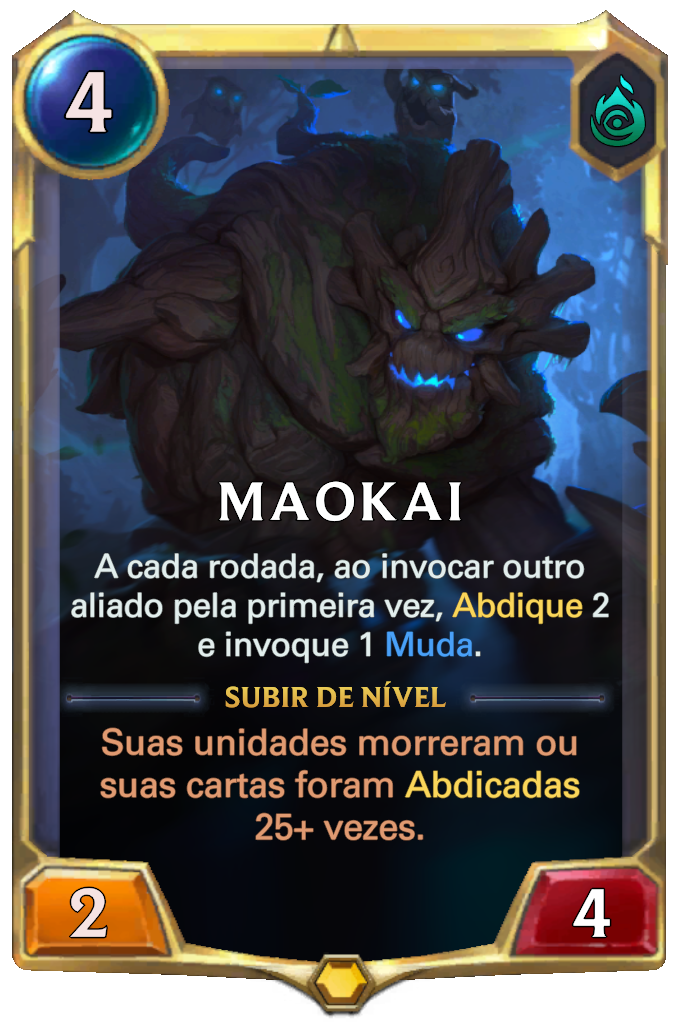 4
MAOKAI
A cada rodada, ao invocar outro
aliado pela primeira vez, Abdique 2
e invoque 1 Muda.
SUBIR DE NÍVEL
Suas unidades morreram ou
suas cartas foram Abdicadas
25+ vezes.
2
4